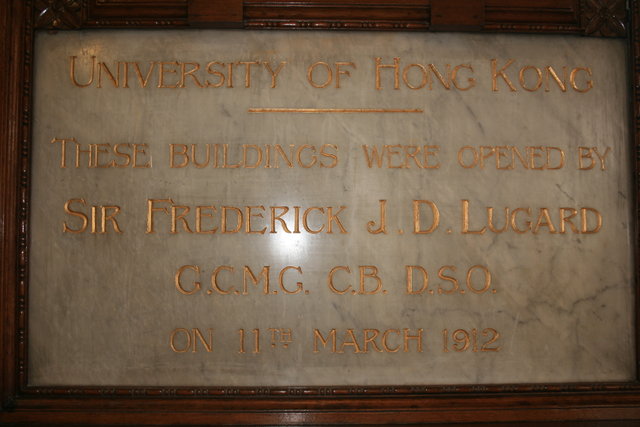 UNIVERSITY OF HONG KONG
THESE BUILDINGS WERE OPENED BY
SIR FREDERICK J.D. LUGARD
G.C.M.G. C.B. D.S.O.
ON 11TH MARCH 1912